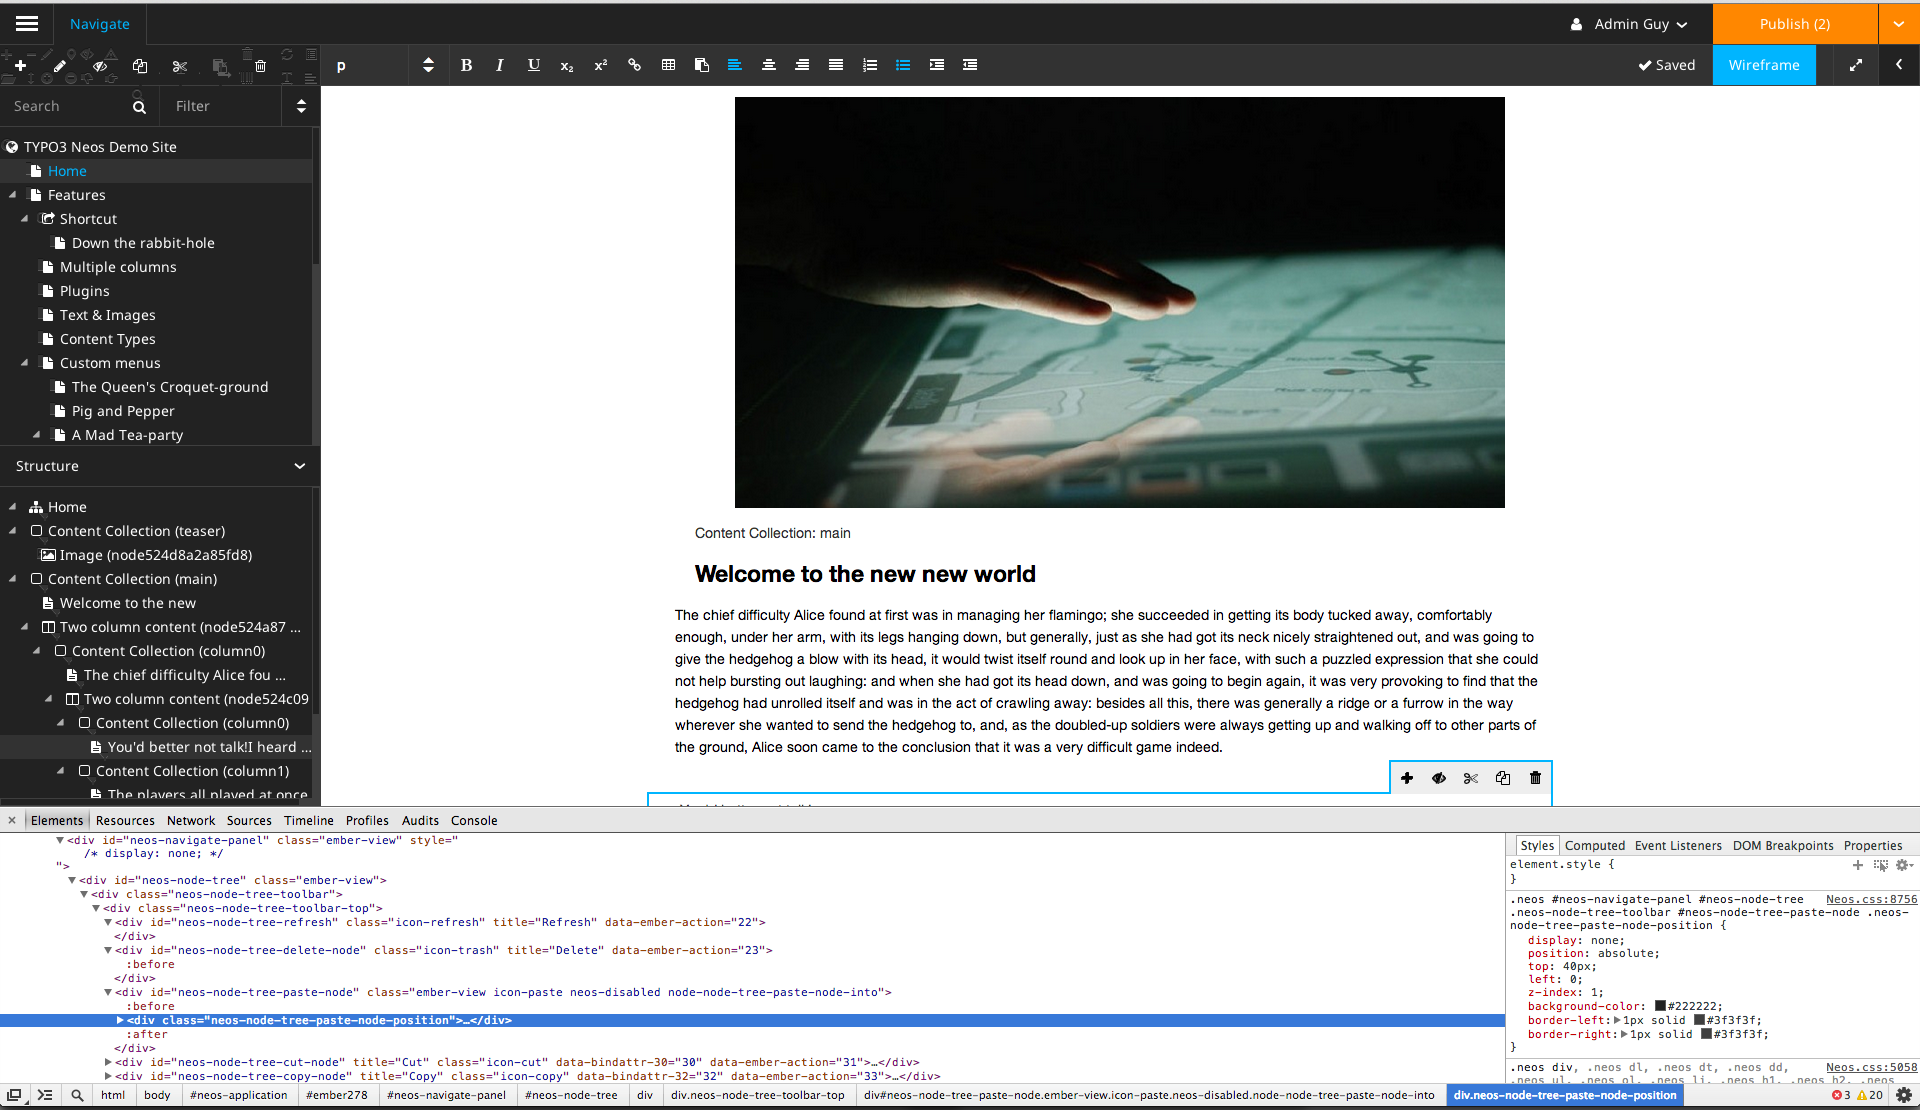 Navigate
Admin Guy
Publish (2)
p
B I U x₂ x²
Saved
Wireframe
Search
Filter
TYPO3 Neos Demo Site
Home
Features
Shortcut
Down the rabbit-hole
Multiple columns
Plugins
Text & Images
Content Types
Custom menus
The Queen's Croquet-ground
Pig and Pepper
A Mad Tea-party
Structure
Home
Content Collection (teaser)
Image (node524d8a2a85fd8)
Content Collection (main)
Welcome to the new
Two column content (node524a87 ...
Content Collection (column0)
The chief difficulty Alice fou ...
Two column content (node524c09
Content Collection (column0)
You'd better not talk!I heard ...
Content Collection (column1)
The players all played at once
Content Collection: main
Welcome to the new new world
The chief difficulty Alice found at first was in managing her flamingo; she succeeded in getting its body tucked away, comfortably
enough, under her arm, with its legs hanging down, but generally, just as she had got its neck nicely straightened out, and was going to
give the hedgehog a blow with its head, it would twist itself round and look up in her face, with such a puzzled expression that she could
not help bursting out laughing: and when she had got its head down, and was going to begin again, it was very provoking to find that the
hedgehog had unrolled itself and was in the act of crawling away: besides all this, there was generally a ridge or a furrow in the way
wherever she wanted to send the hedgehog to, and, as the doubled-up soldiers were always getting up and walking off to other parts of
the ground, Alice soon came to the conclusion that it was a very difficult game indeed.
Elements Resources Network Sources Timeline Profiles Audits Console
<div id="neos-navigate-panel" class="ember-view" style="
/* display: none; */
">
<div id="neos-node-tree" class="ember-view">
<div class="neos-node-tree-toolbar">
<div class="neos-node-tree-toolbar-top">
<div id="neos-node-tree-refresh" class="icon-refresh" title="Refresh" data-ember-action="22">
</div>
<div id="neos-node-tree-delete-node" class="icon-trash" title="Delete" data-ember-action="23">
:before
</div>
<div id="neos-node-tree-paste-node" class="ember-view icon-paste neos-disabled node-node-tree-paste-node-into">
:before
<div class="neos-node-tree-paste-node-position">…</div>
:after
</div>
<div id="neos-node-tree-cut-node" title="Cut" class="icon-cut" data-bindattr-30="30" data-ember-action="31">…</div>
<div id="neos-node-tree-copy-node" title="Copy" class="icon-copy" data-bindattr-32="32" data-ember-action="33">…</div>
Styles Computed Event Listeners DOM Breakpoints Properties
element.style {
}
.neos #neos-navigate-panel #neos-node-tree Neos.css:8756
.neos-node-tree-toolbar #neos-node-tree-paste-node .neos-
node-tree-paste-node-position {
display: none;
position: absolute;
top: 40px;
left: 0;
z-index: 1;
background-color: #222222;
border-left: 1px solid #3f3f3f;
border-right: 1px solid #3f3f3f;
}
.neos div, .neos dl, .neos dt, .neos dd, Neos.css:5058
.neos ul, .neos ol, .neos li, .neos h1, .neos h2, .neos
html body #neos-application #ember278 #neos-navigate-panel #neos-node-tree div div.neos-node-tree-toolbar-top div#neos-node-tree-paste-node.ember-view.icon-paste.neos-disabled.node-node-tree-paste-node-into div.neos-node-tree-paste-node-position
3 20